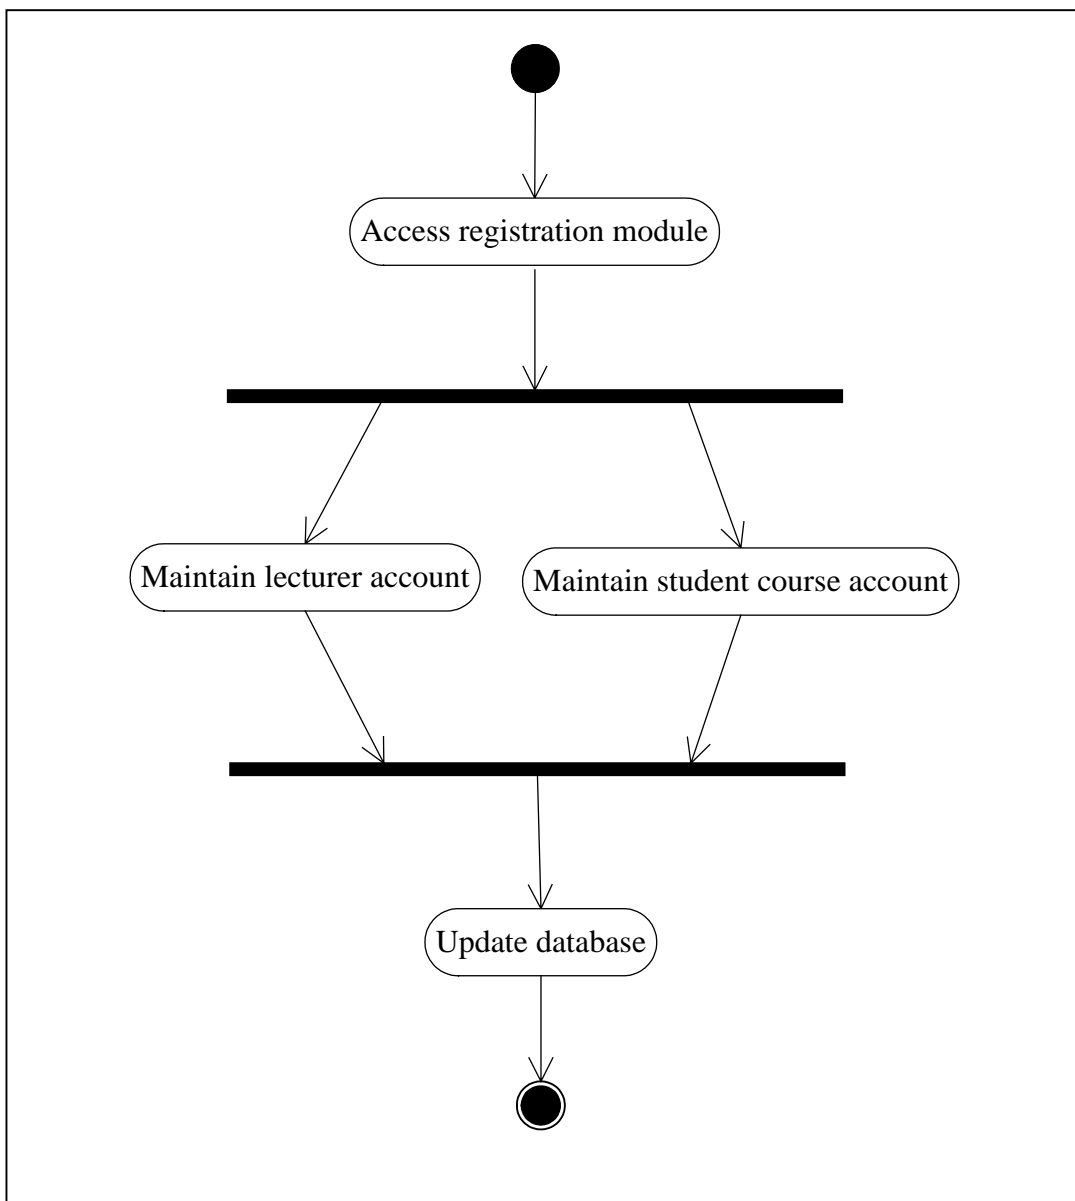 Access registration module
Maintain lecturer account
Maintain student course account
Update database